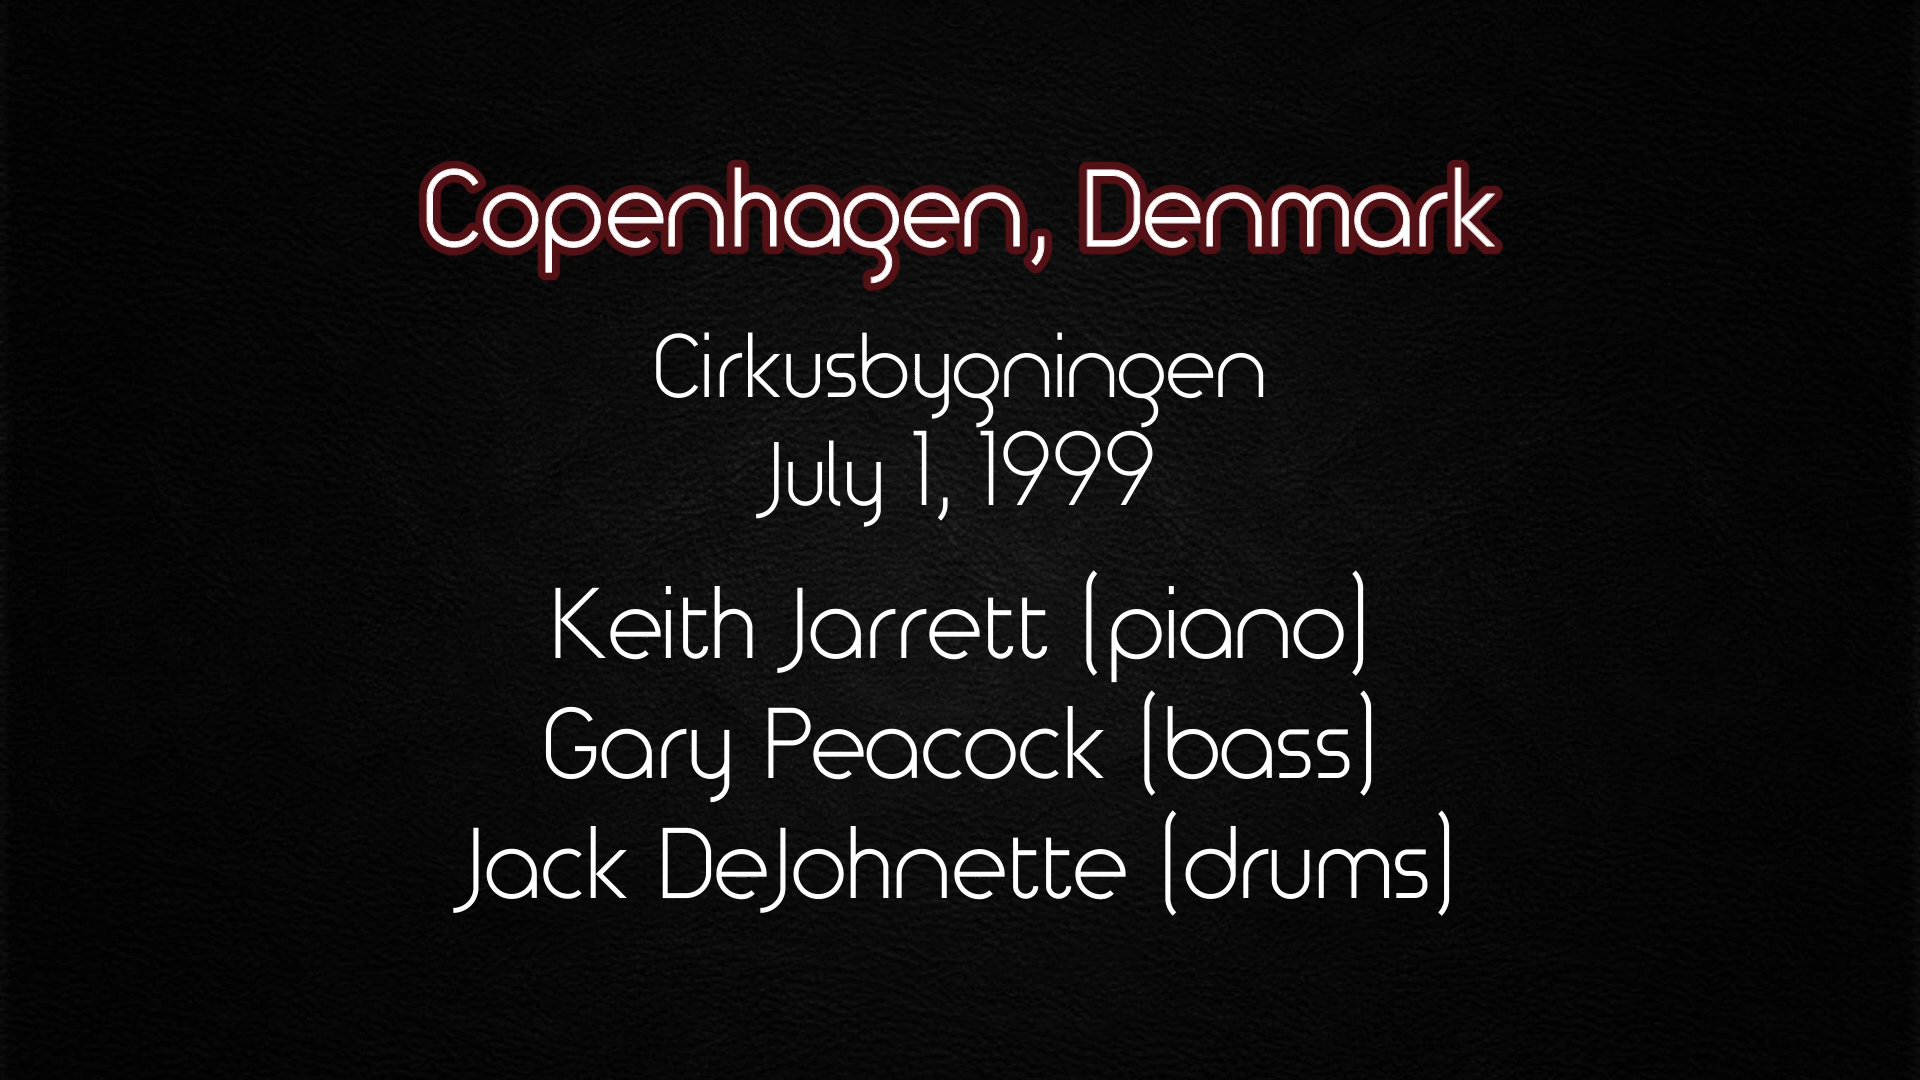 Copenhagen, Denmark
Cirkusbygningen
July 1, 1999
Keith Jarrett (piano)
Gary Peacock (bass)
Jack DeJohnette (drums)